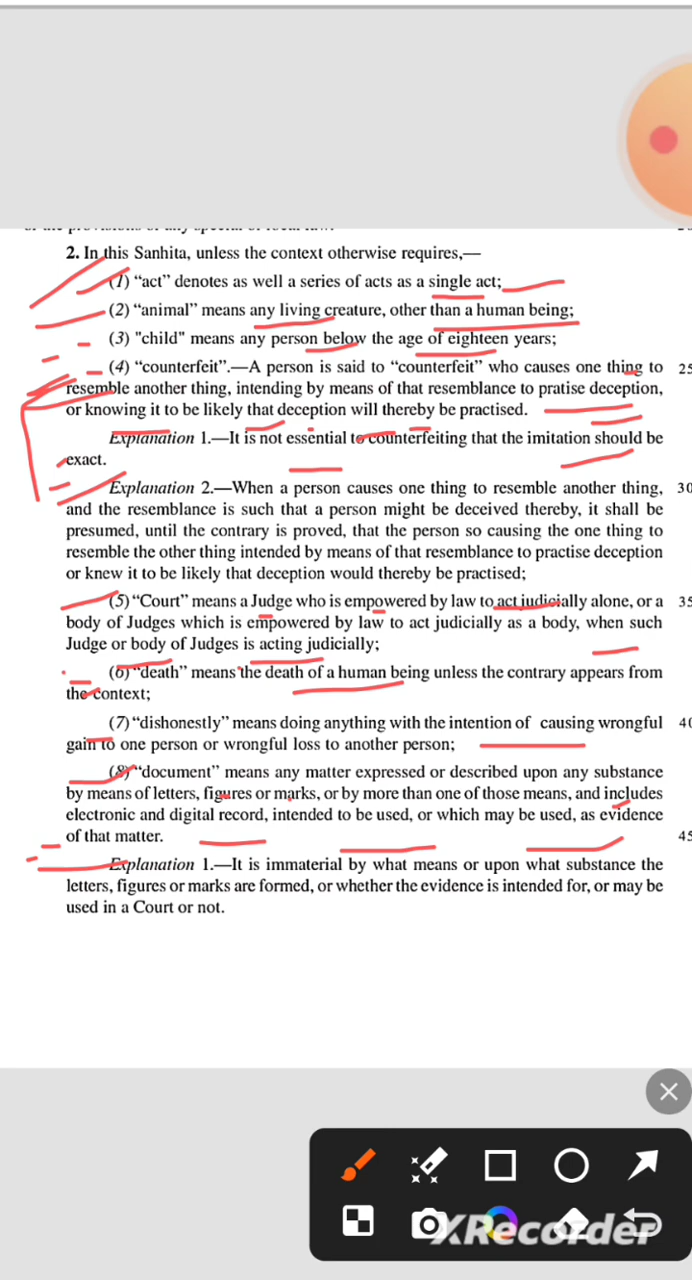 2. In this Sanhita, unless the context otherwise requires,—
(1) “act” denotes as well a series of acts as a single act;
(2) “animal” means any living creature, other than a human being;
(3) "child" means any person below the age of eighteen years;
(4) “counterfeit”.—A person is said to “counterfeit” who causes one thing to 25
resemble another thing, intending by means of that resemblance to pratise deception,
or knowing it to be likely that deception will thereby be practised.
Explanation 1.—It is not essential to counterfeiting that the imitation should be
exact.
Explanation 2.—When a person causes one thing to resemble another thing, 30
and the resemblance is such that a person might be deceived thereby, it shall be
presumed, until the contrary is proved, that the person so causing the one thing to
resemble the other thing intended by means of that resemblance to practise deception
or knew it to be likely that deception would thereby be practised;
(5) “Court” means a Judge who is empowered by law to act judicially alone, or a 35
body of Judges which is empowered by law to act judicially as a body, when such
Judge or body of Judges is acting judicially;
(6) “death” means the death of a human being unless the contrary appears from
the context;
(7) “dishonestly” means doing anything with the intention of causing wrongful 40
gain to one person or wrongful loss to another person;
(8) “document” means any matter expressed or described upon any substance
by means of letters, figures or marks, or by more than one of those means, and includes
electronic and digital record, intended to be used, or which may be used, as evidence
of that matter. 45
Explanation 1.—It is immaterial by what means or upon what substance the
letters, figures or marks are formed, or whether the evidence is intended for, or may be
used in a Court or not.
XRecorder